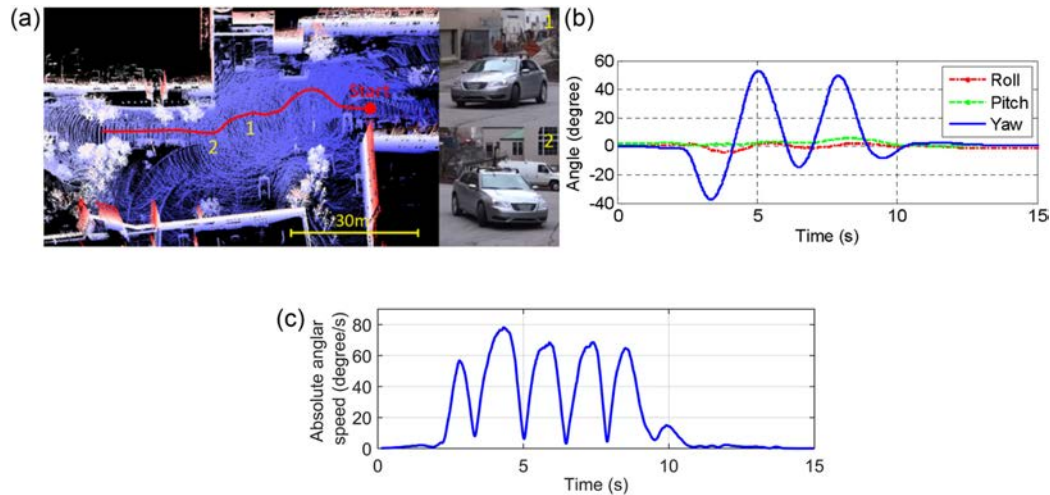 (a)
Start
1
2
30m
1
2
(b)
60
40
20
0
-20
-40
Angle (degree)
Roll
Pitch
Yaw
0
5
10
15
Time (s)
(c)
80
60
40
20
0
Absolute anglar
speed (degree/s)
0
5
10
15
Time (s)